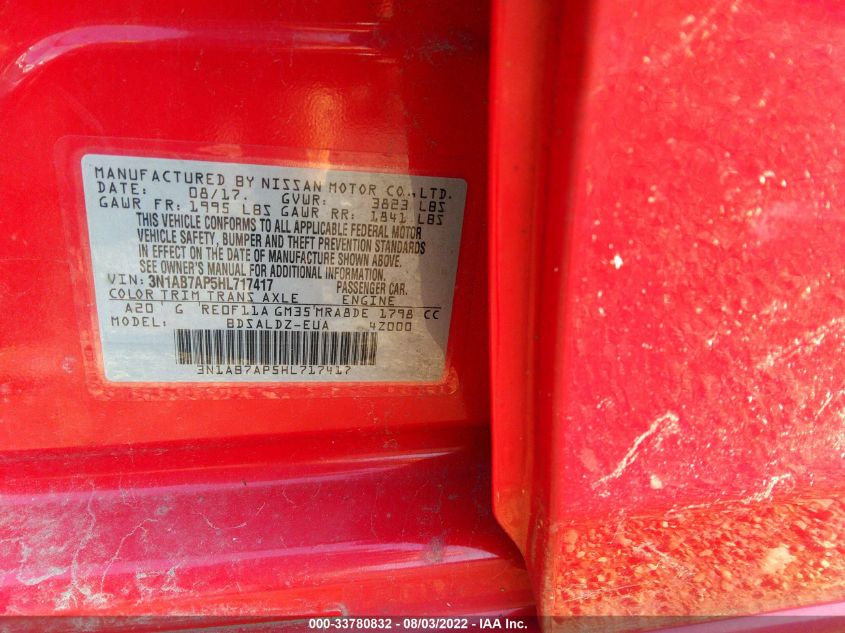 MANUFACTURED BY NISSAN MOTOR CO.,LTD.
DATE: 08/17. GVWR: 3823 LBS
GAWR FR: 1995 LBS GAWR RR: 1841 LBS
THIS VEHICLE CONFORMS TO ALL APPLICABLE FEDERAL MOTOR
VEHICLE SAFETY, BUMPER AND THEFT PREVENTION STANDARDS
IN EFFECT ON THE DATE OF MANUFACTURE SHOWN ABOVE.
SEE OWNER'S MANUAL FOR ADDITIONAL INFORMATION.
VIN: 3N1AB7AP5HL717417 PASSENGER CAR.
COLOR TRIM TRANS AXLE ENGINE
A20 G RE0F11A GM35 MRA8DE 1798 CC
MODEL: BDSALDZ-EUA 4Z000
3N1AB7AP5HL717417
000-33780832 - 08/03/2022 - IAA Inc.